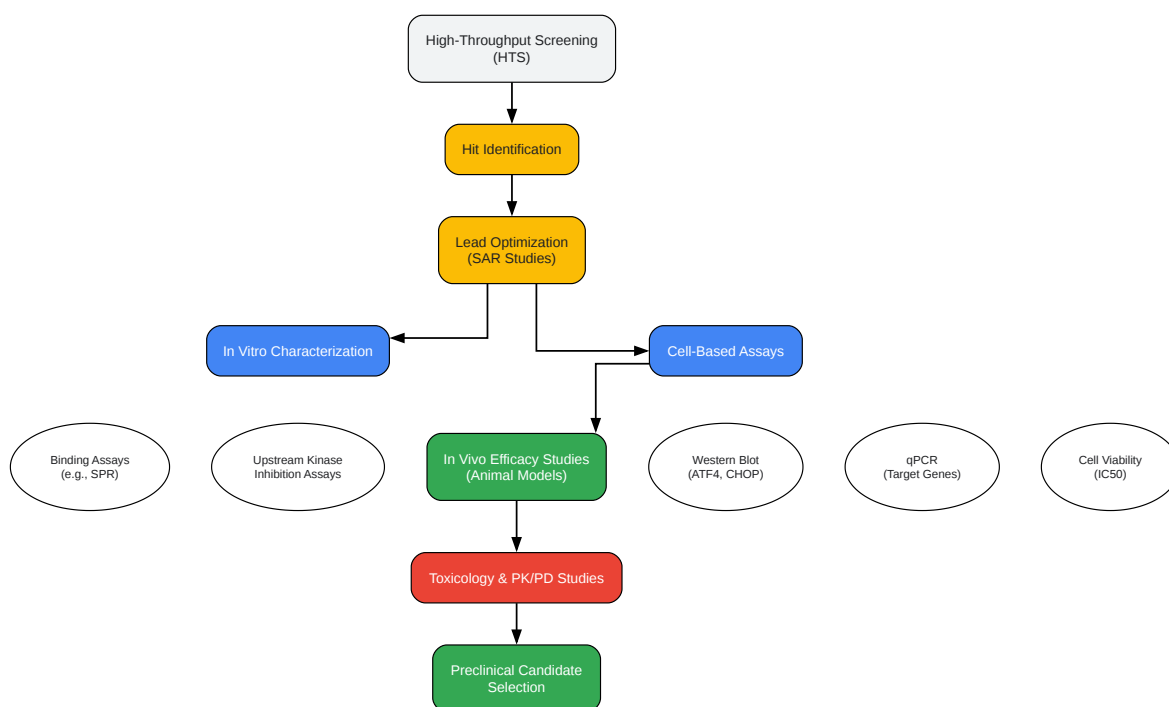 High-Throughput Screening
(HTS)
Hit Identification
Lead Optimization
(SAR Studies)
In Vitro Characterization
Cell-Based Assays
Binding Assays
(e.g., SPR)
Upstream Kinase
Inhibition Assays
In Vivo Efficacy Studies
(Animal Models)
Western Blot
(ATF4, CHOP)
qPCR
(Target Genes)
Cell Viability
(IC50)
Toxicology & PK/PD Studies
Preclinical Candidate
Selection